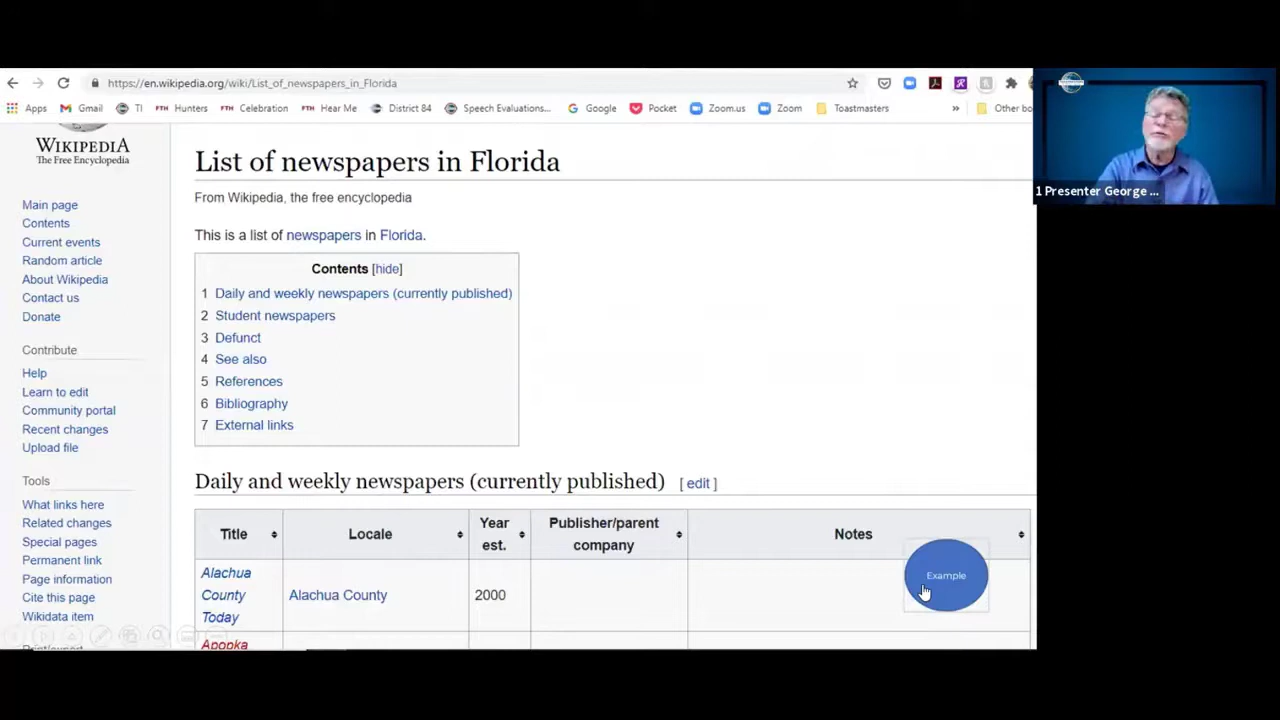 https://en.wikipedia.org/wiki/List_of_newspapers_in_Florida
Apps Gmail TI FTH Hunters FTH Celebration FTH Hear Me District 84 Speech Evaluations... Google Pocket Zoom.us Zoom Toastmasters » Other bo
WIKIPEDIA
The Free Encyclopedia
Main page
Contents
Current events
Random article
About Wikipedia
Contact us
Donate
Contribute
Help
Learn to edit
Community portal
Recent changes
Upload file
Tools
What links here
Related changes
Special pages
Permanent link
Page information
Cite this page
Wikidata item
Print/export
List of newspapers in Florida
From Wikipedia, the free encyclopedia
This is a list of newspapers in Florida.
Contents [hide]
1 Daily and weekly newspapers (currently published)
2 Student newspapers
3 Defunct
4 See also
5 References
6 Bibliography
7 External links
Daily and weekly newspapers (currently published) [ edit ]
Title Locale Year est. Publisher/parent company Notes
Alachua
County
Today
Alachua County 2000
Example
Apopka
1 Presenter George ...